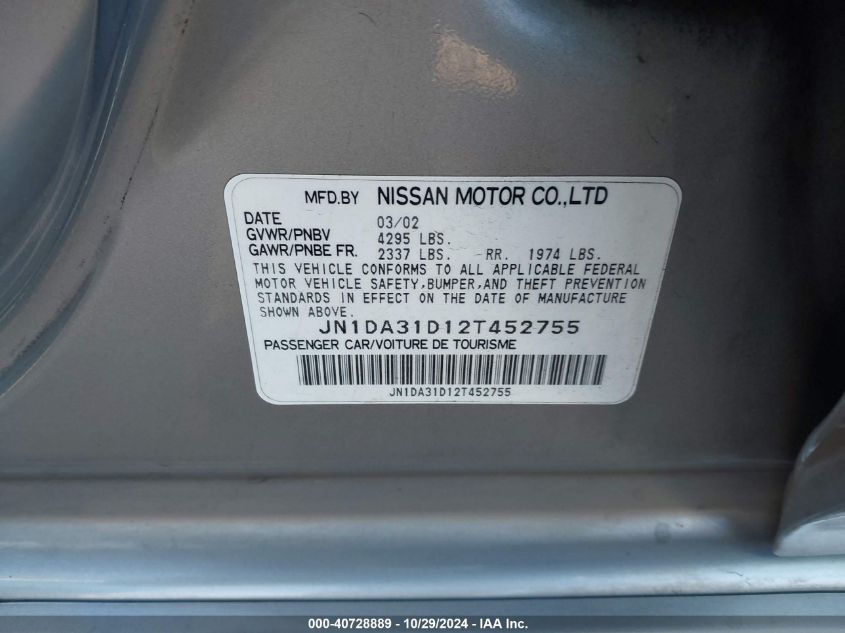 MFD.BY NISSAN MOTOR CO.,LTD
DATE 03/02
GVWR/PNBV 4295 LBS.
GAWR/PNBE FR. 2337 LBS. -RR. 1974 LBS.
THIS VEHICLE CONFORMS TO ALL APPLICABLE FEDERAL
MOTOR VEHICLE SAFETY,BUMPER,AND THEFT PREVENTION
STANDARDS IN EFFECT ON THE DATE OF MANUFACTURE
SHOWN ABOVE.
JN1DA31D12T452755
PASSENGER CAR/VOITURE DE TOURISME
JN1DA31D12T452755
000-40728889 - 10/29/2024 - IAA Inc.